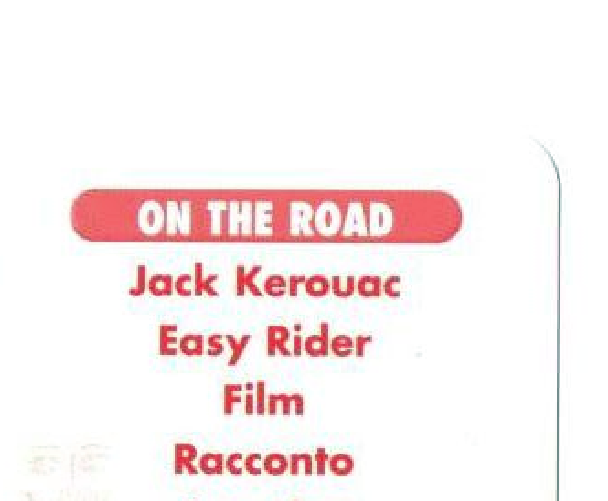 ON THE ROAD
Jack Kerouac
Easy Rider
Film
Racconto